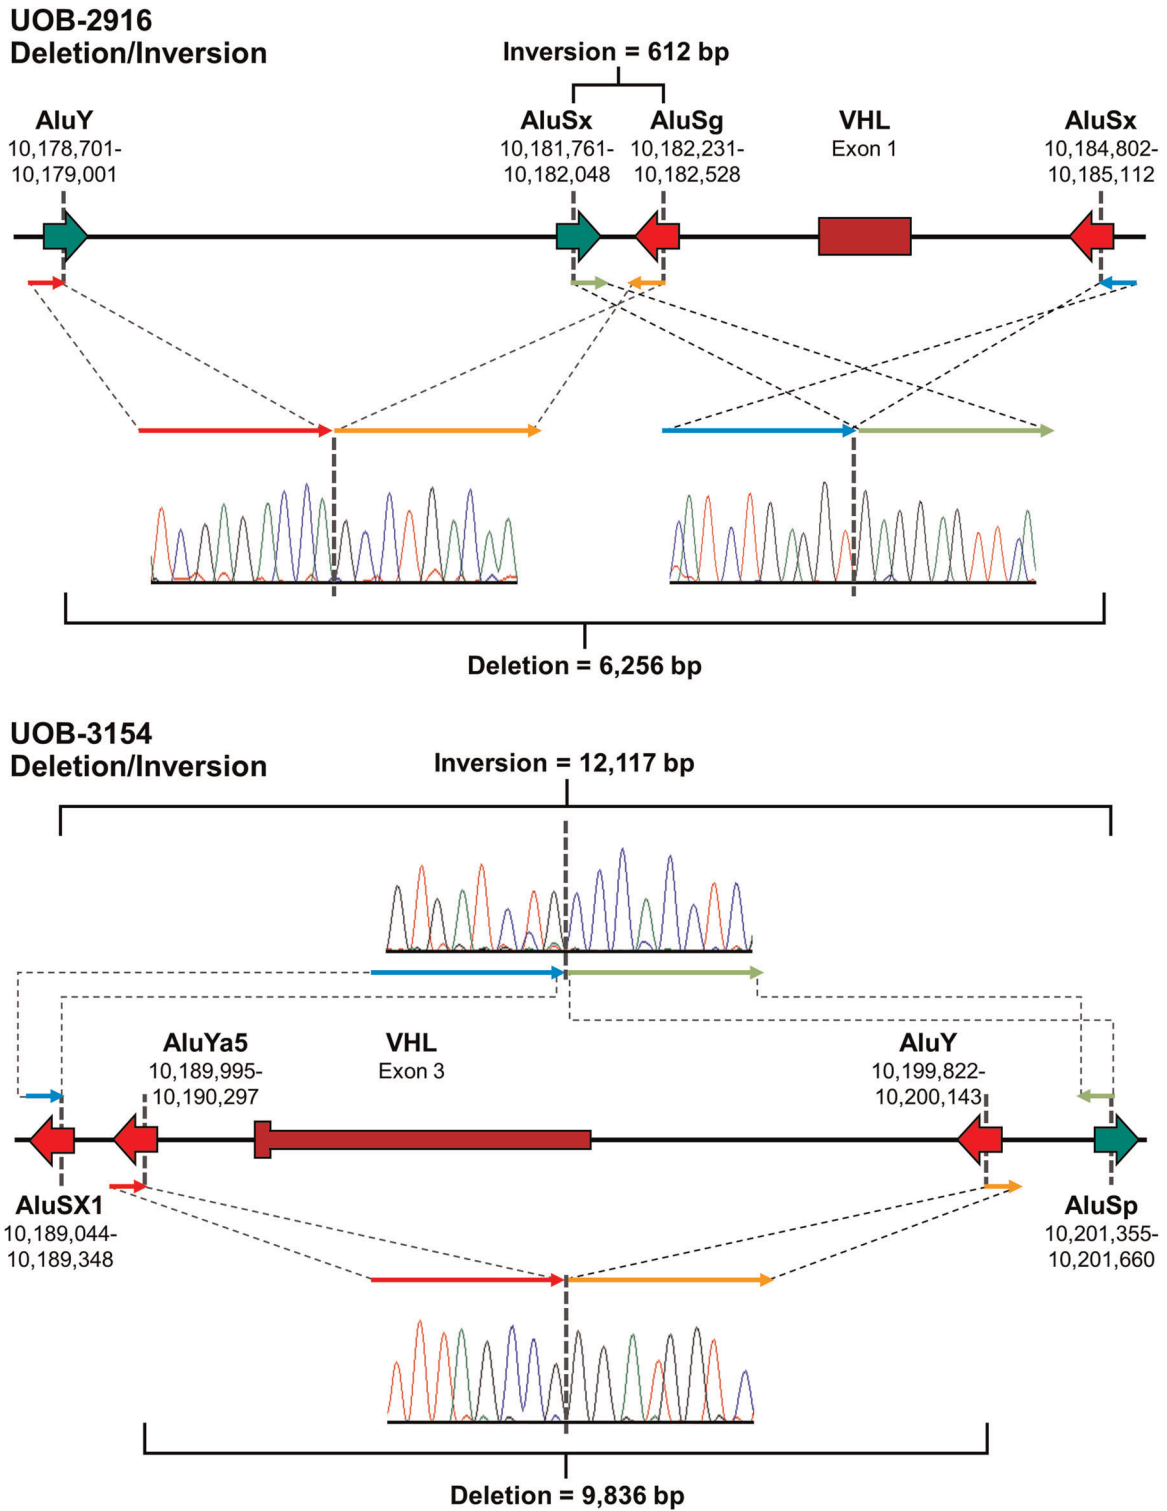 UOB-2916
Deletion/Inversion
Inversion = 612 bp
AluY
10,178,701-
10,179,001
AluSx
10,181,761-
10,182,048
AluSg
10,182,231-
10,182,528
VHL
Exon 1
AluSx
10,184,802-
10,185,112
Deletion = 6,256 bp
UOB-3154
Deletion/Inversion
Inversion = 12,117 bp
AluYa5
10,189,995-
10,190,297
VHL
Exon 3
AluY
10,199,822-
10,200,143
AluSX1
10,189,044-
10,189,348
AluSp
10,201,355-
10,201,660
Deletion = 9,836 bp